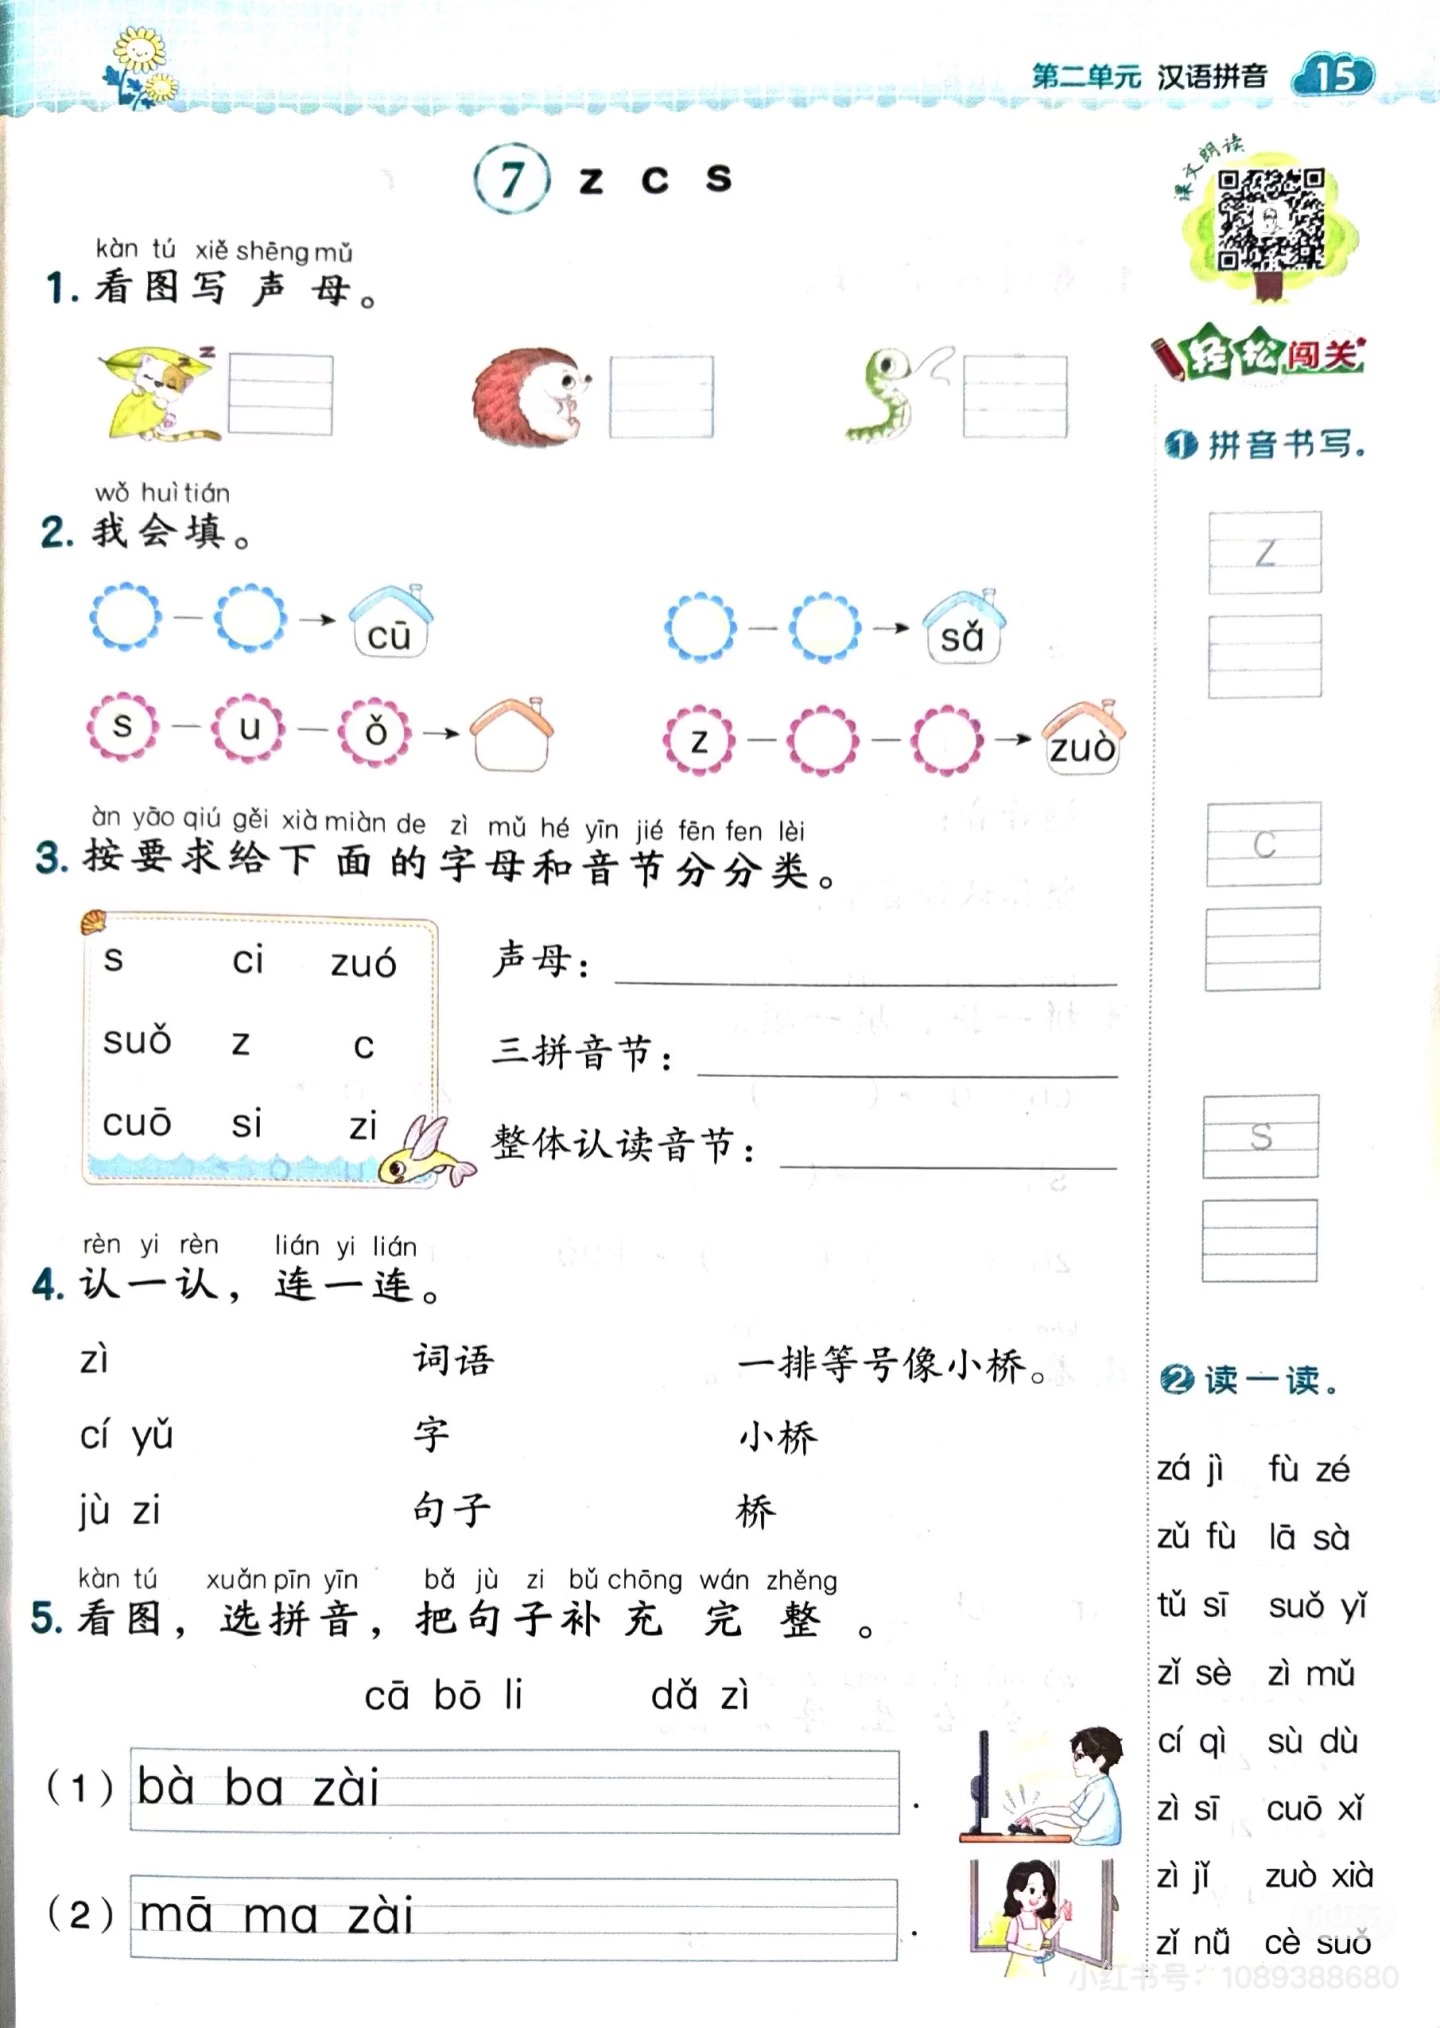 第二单元 汉语拼音 15
课文朗读
7 z c s
kàn tú xiě shēng mǔ
1. 看图写声母。
z z
wǒ huì tián
2. 我会填。
cū
sǎ
s — u — ǒ →
z — — → zuò
àn yāo qiú gěi xià miàn de zì mǔ hé yīn jié fēn fen lèi
3. 按要求给下面的字母和音节分分类。
s ci zuó
suǒ z c
cuō si zi
声母：
三拼音节：
整体认读音节：
rèn yi rèn lián yi lián
4. 认一认，连一连。
zì 词语 一排等号像小桥。
cí yǔ 字 小桥
jù zi 句子 桥
kàn tú xuǎn pīn yīn bǎ jù zi bǔ chōng wán zhěng
5. 看图，选拼音，把句子补充完整。
cā bō li dǎ zì
（1）bà ba zài .
（2）mā ma zài .
轻松闯关
1 拼音书写。
z
c
s
2 读一读。
zá jì fù zé
zǔ fù lā sà
tǔ sī suǒ yǐ
zǐ sè zì mǔ
cí qì sù dù
zì sī cuō xǐ
zì jǐ zuò xià
zǐ nǚ cè suǒ
小红书
小红书号：1089388680